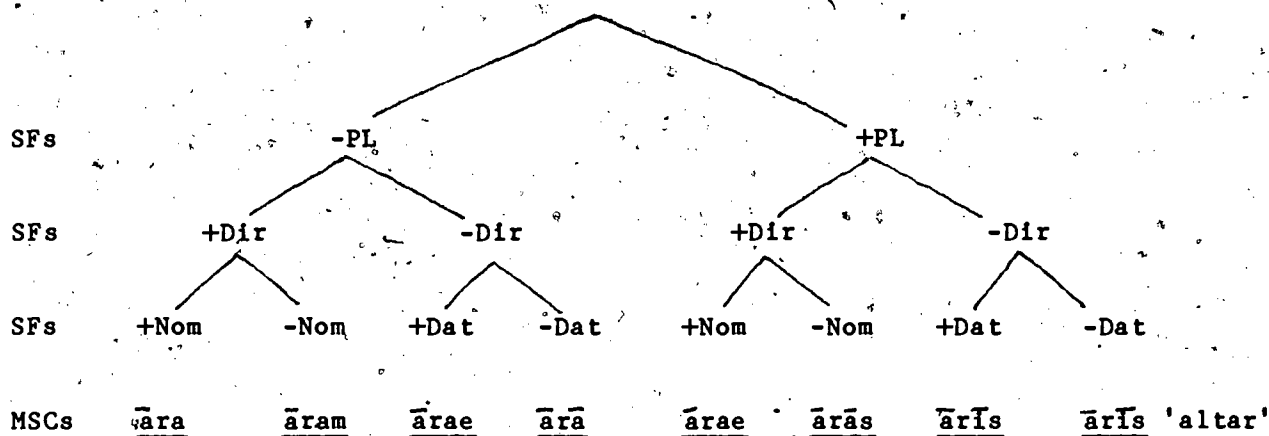 SFs -PL +PL
SFs +Dir -Dir +Dir -Dir
SFs +Nom -Nom +Dat -Dat +Nom -Nom +Dat -Dat
MSCs āra āram ārae ārā ārae ārās ārīs ārīs 'altar'